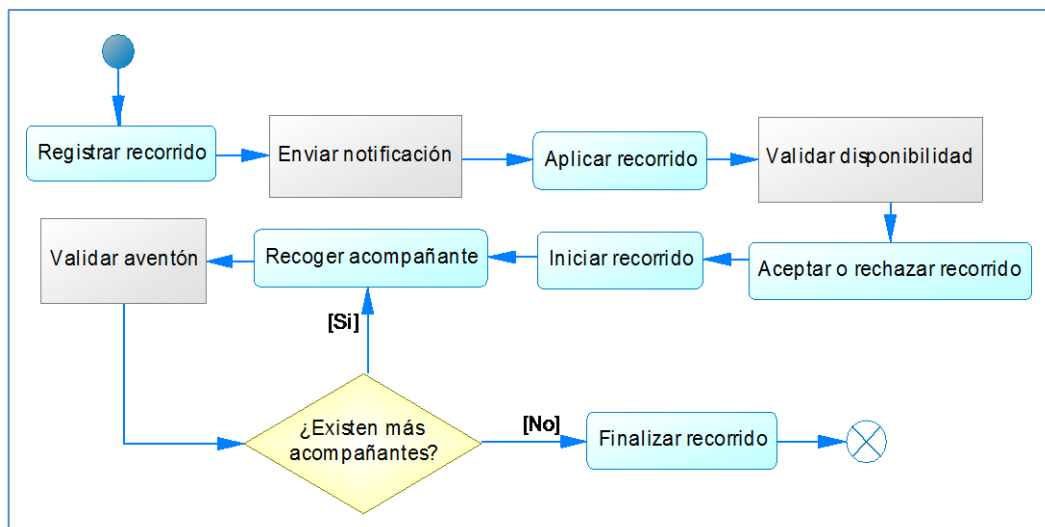 Registrar recorrido
Enviar notificación
Aplicar recorrido
Validar disponibilidad
Aceptar o rechazar recorrido
Iniciar recorrido
Recoger acompañante
Validar aventón
[Si]
¿Existen más
acompañantes?
[No]
Finalizar recorrido